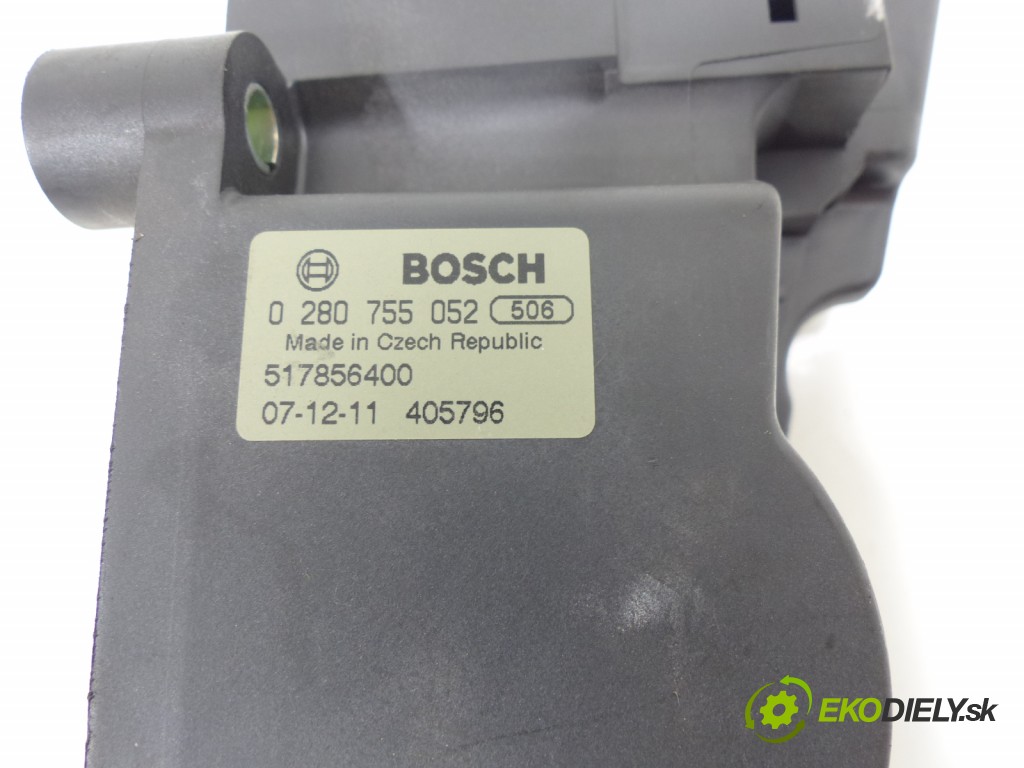 BOSCH
0 280 755 052 506
Made in Czech Republic
517856400
07-12-11 405796
EKODIELY.sk